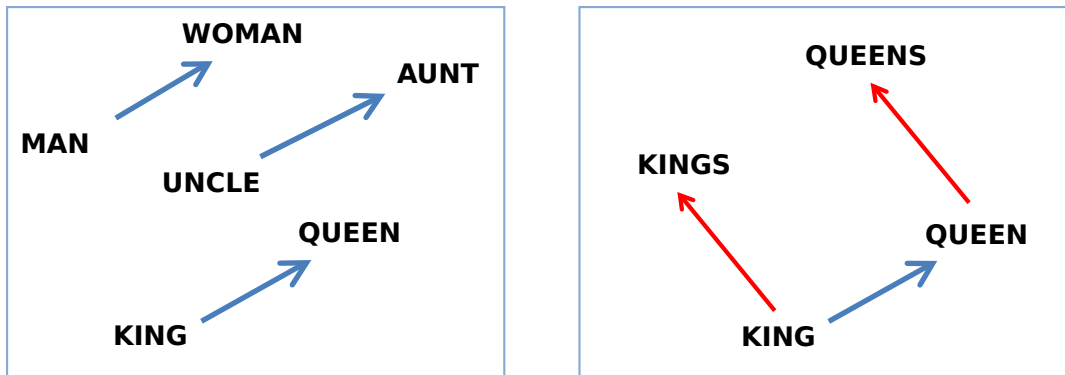 WOMAN
AUNT
MAN
UNCLE
QUEEN
KING
QUEENS
KINGS
QUEEN
KING